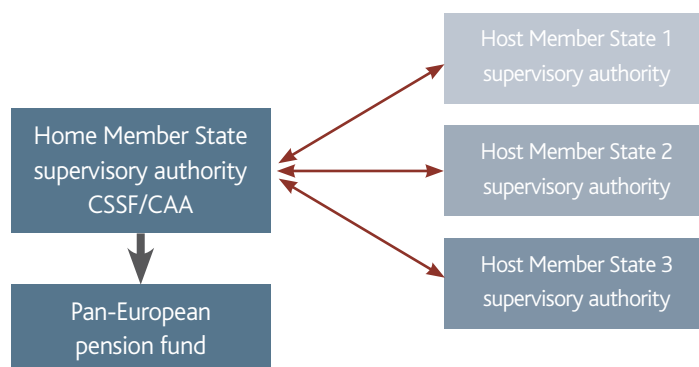 Home Member State
supervisory authority
CSSF/CAA
Pan-European
pension fund
Host Member State 1
supervisory authority
Host Member State 2
supervisory authority
Host Member State 3
supervisory authority